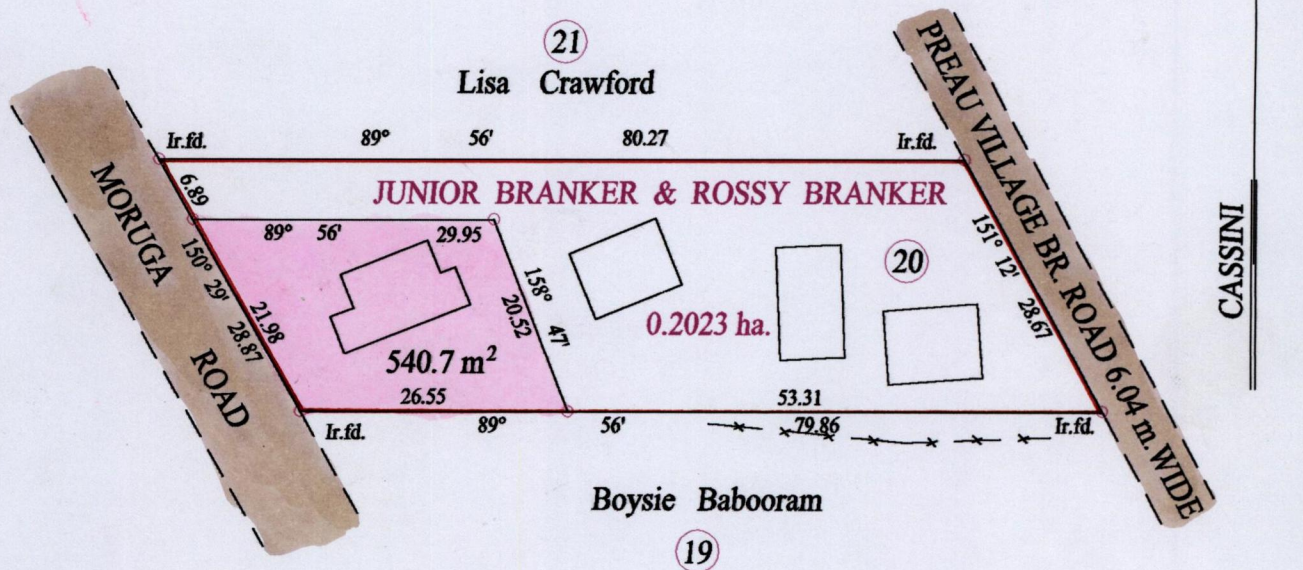 21
Lisa Crawford
Ir.fd. 89° 56' 80.27 Ir.fd.
JUNIOR BRANKER & ROSSY BRANKER
6.89
89° 56' 29.95
150° 29' 21.98
28.87
158° 47'
20.52
540.7 m²
26.55
0.2023 ha.
20
151° 12' 28.67
53.31
Ir.fd. 89° 56' 79.86 Ir.fd.
Boysie Babooram
19
MORUGA ROAD
PREAU VILLAGE BR. ROAD 6.04 m. WIDE
CASSINI